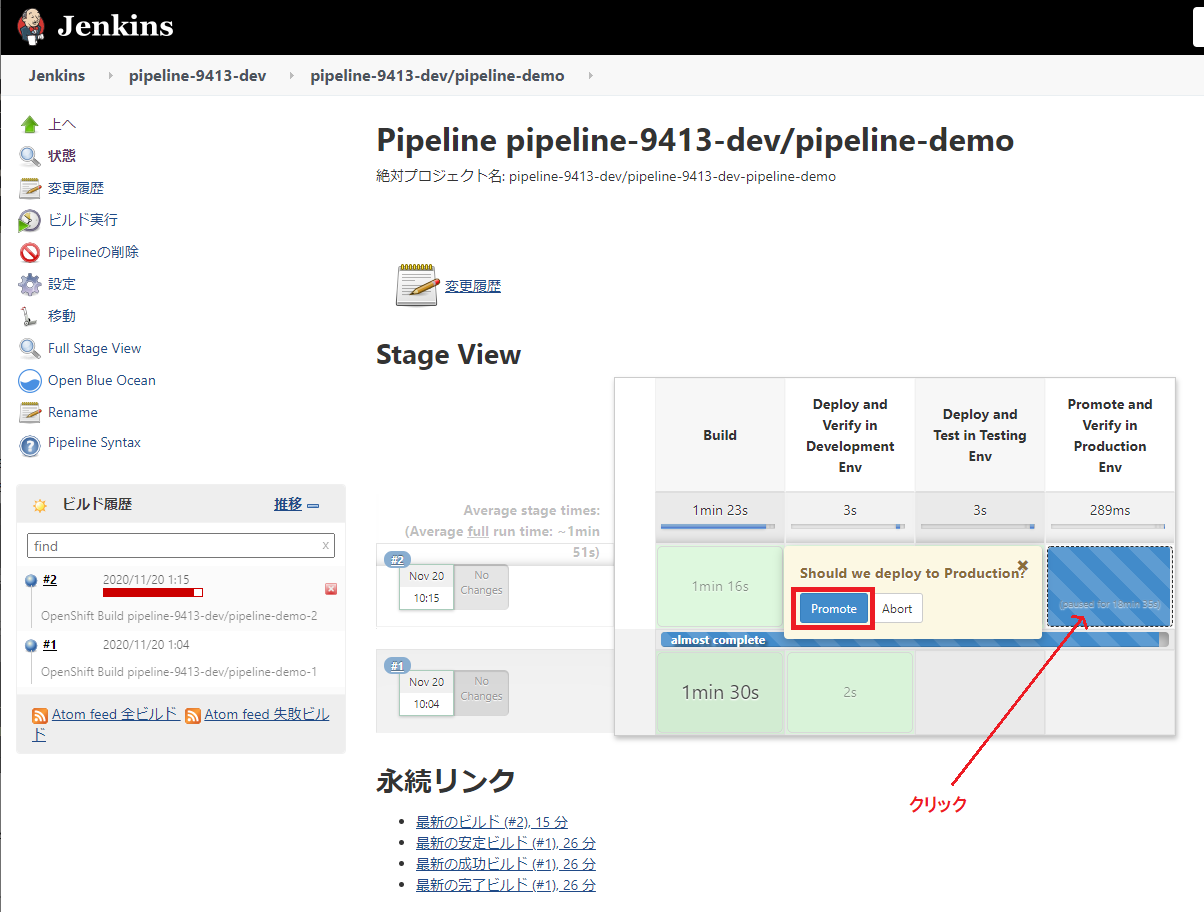 Jenkins
Jenkins pipeline-9413-dev pipeline-9413-dev/pipeline-demo
上へ
状態
変更履歴
ビルド実行
Pipelineの削除
設定
移動
Full Stage View
Open Blue Ocean
Rename
Pipeline Syntax
ビルド履歴 推移
find x
#2 2020/11/20 1:15
OpenShift Build pipeline-9413-dev/pipeline-demo-2
#1 2020/11/20 1:04
OpenShift Build pipeline-9413-dev/pipeline-demo-1
Atom feed 全ビルド Atom feed 失敗ビル
ド
Pipeline pipeline-9413-dev/pipeline-demo
絶対プロジェクト名: pipeline-9413-dev/pipeline-9413-dev-pipeline-demo
変更履歴
Stage View
Build
Deploy and
Verify in
Development
Env
Deploy and
Test in Testing
Env
Promote and
Verify in
Production
Env
Average stage times:
(Average full run time: ~1min
51s)
1min 23s 3s 3s 289ms
#2
Nov 20
10:15
No
Changes
1min 16s
Should we deploy to Production?
Promote Abort
(paused for 18min 35s)
almost complete
#1
Nov 20
10:04
No
Changes
1min 30s 2s
クリック
永続リンク
最新のビルド (#2), 15 分
最新の安定ビルド (#1), 26 分
最新の成功ビルド (#1), 26 分
最新の完了ビルド (#1), 26 分